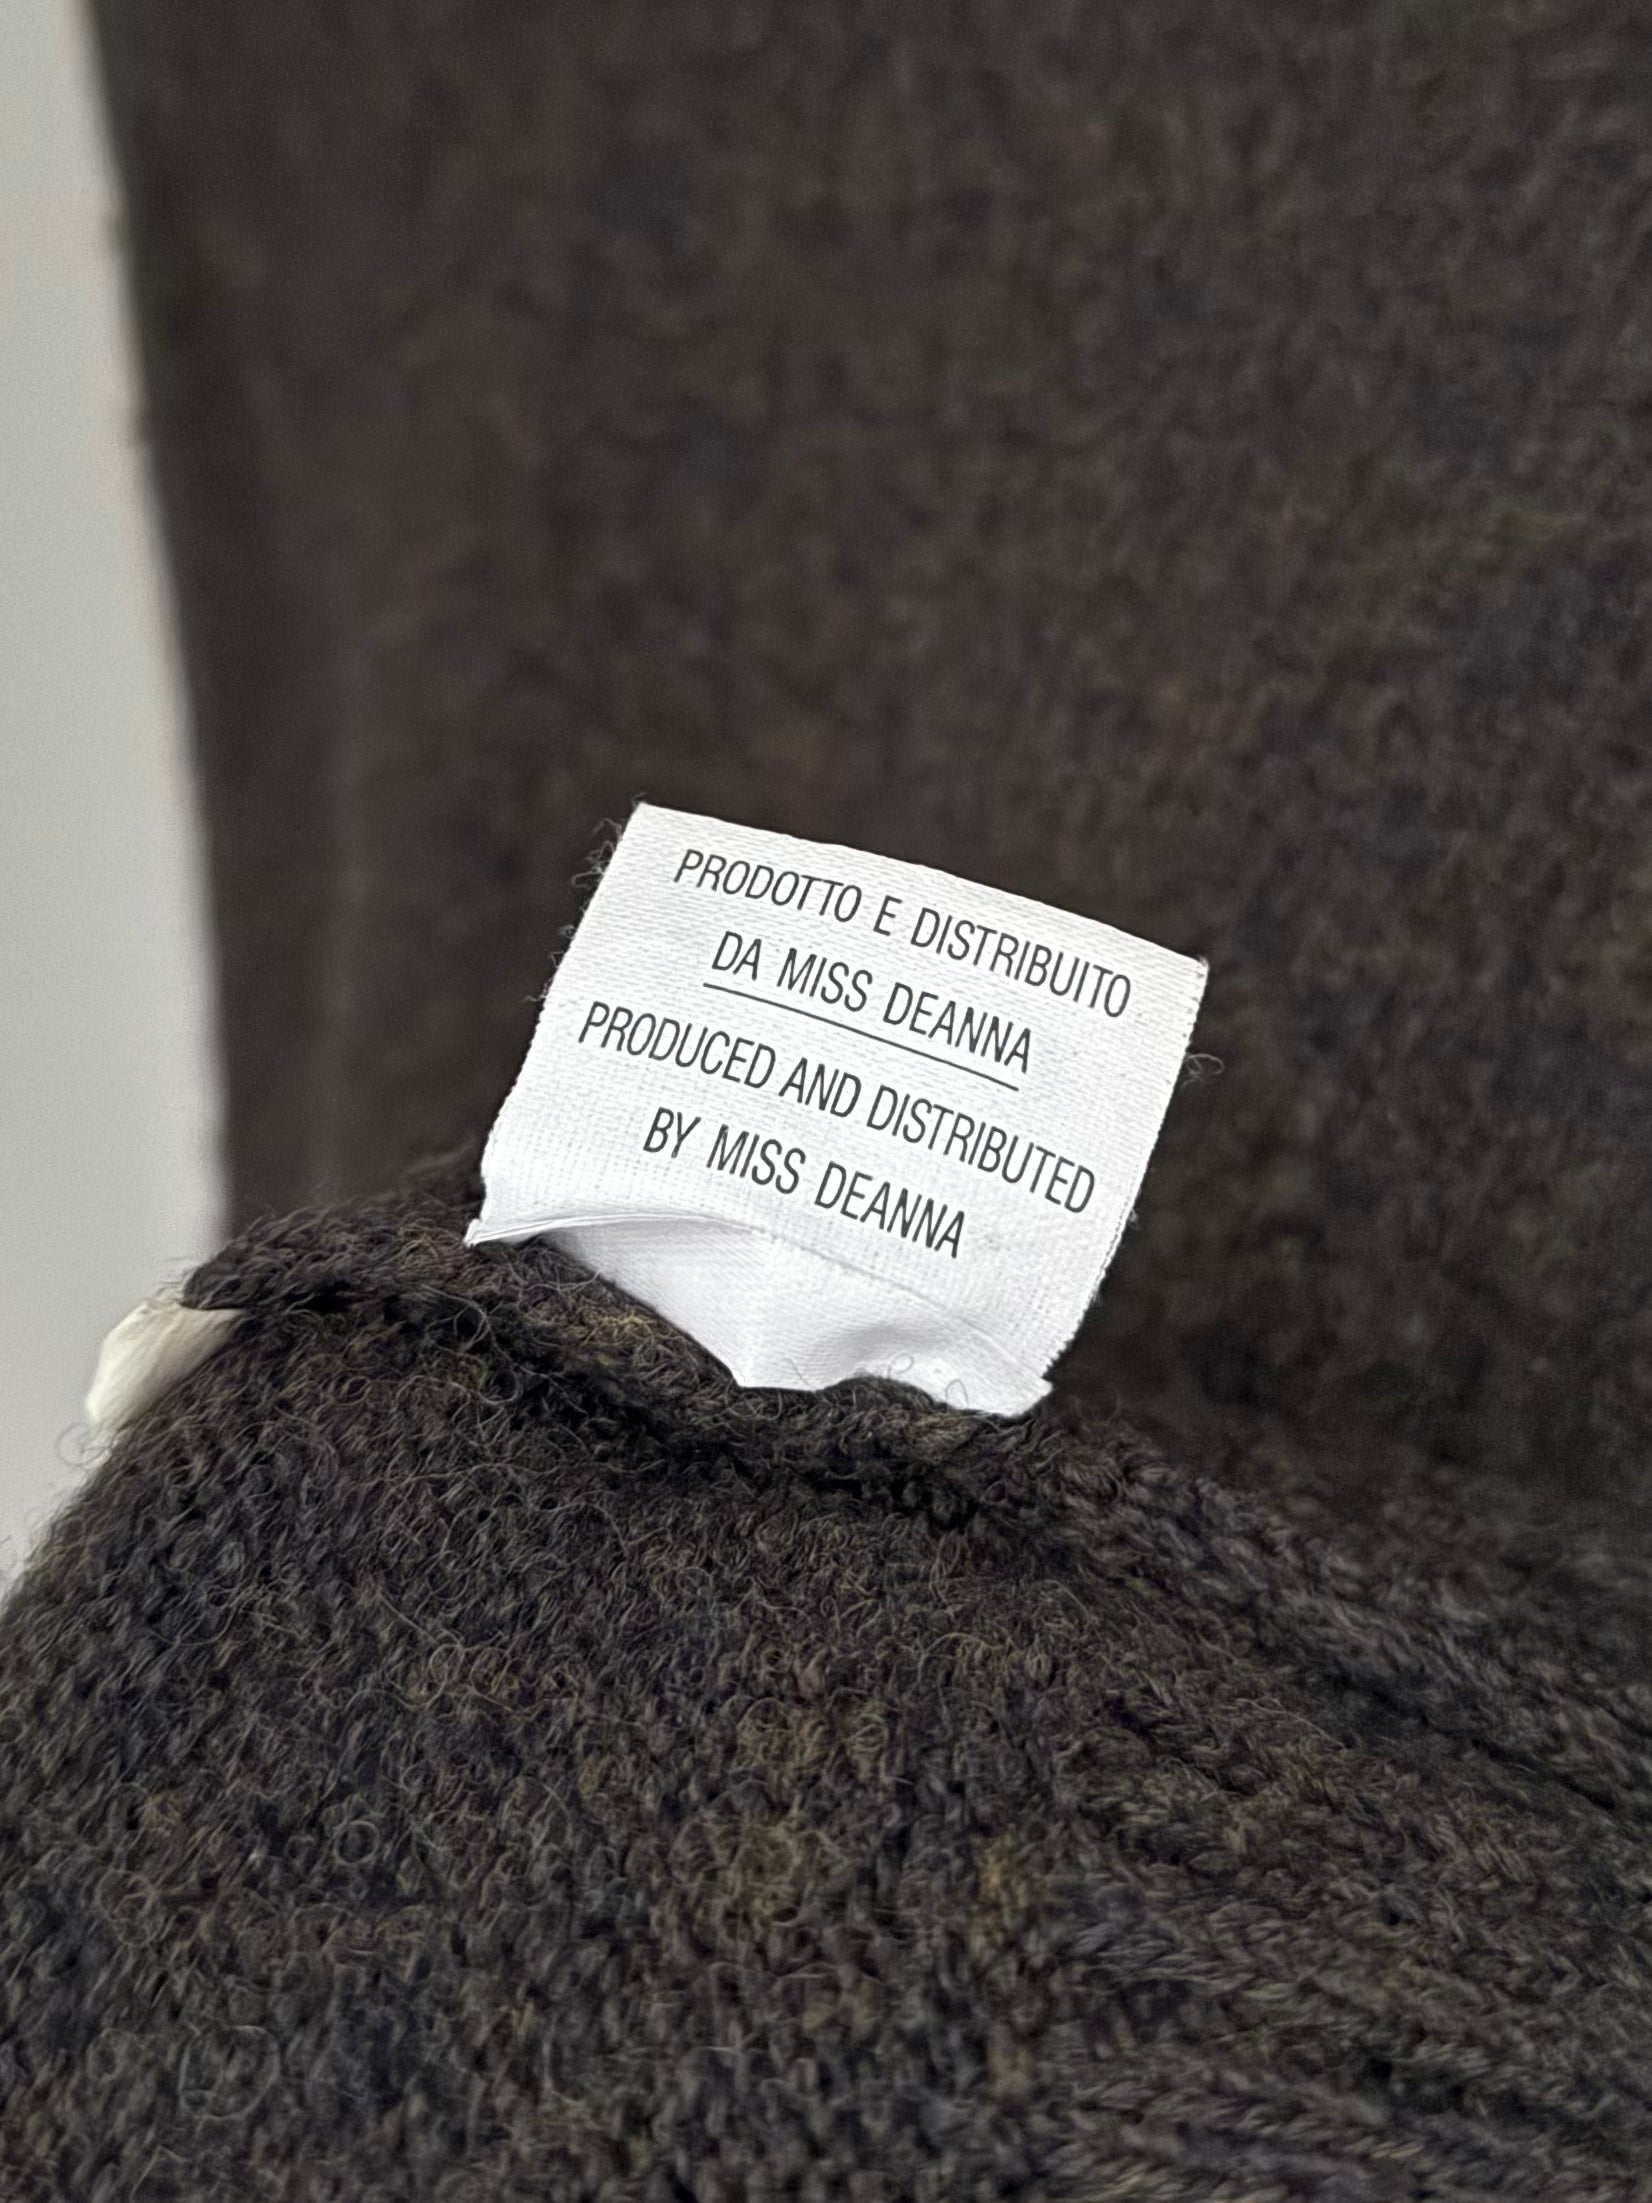 PRODOTTO E DISTRIBUITO
DA MISS DEANNA
PRODUCED AND DISTRIBUTED
BY MISS DEANNA